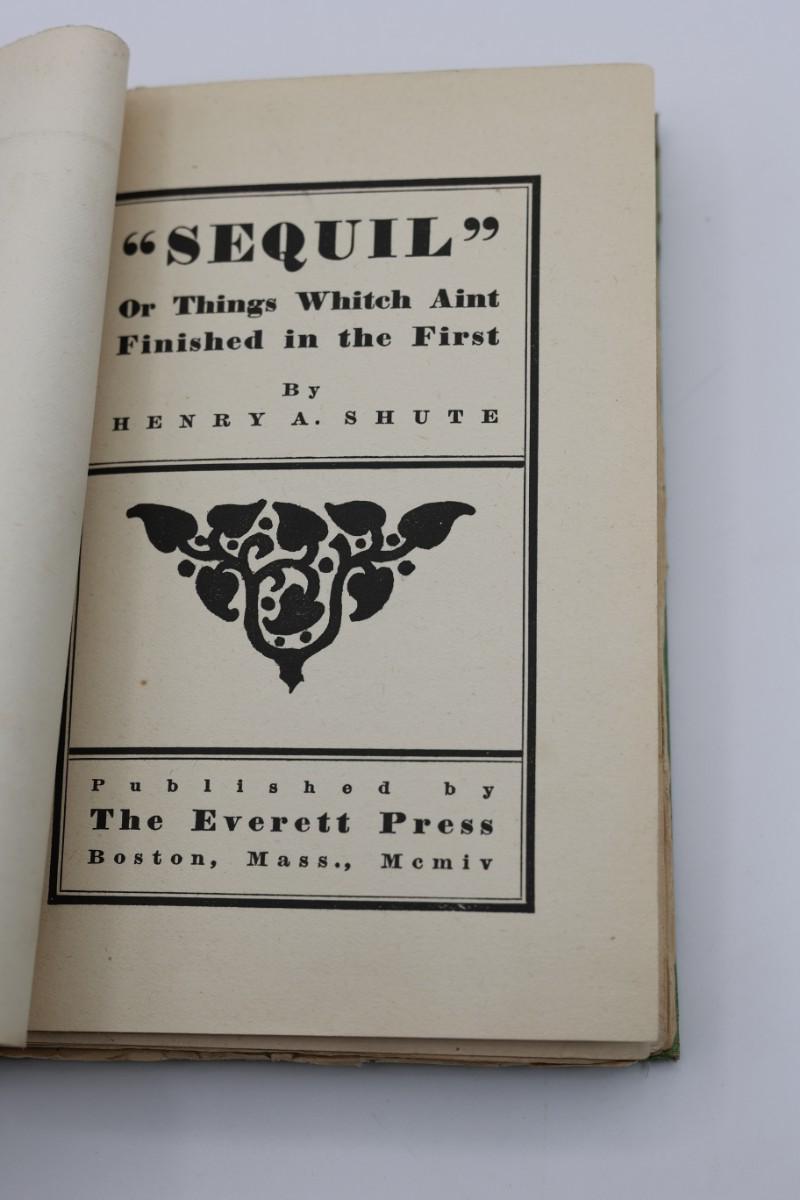 “SEQUIL”
Or Things Whitch Aint
Finished in the First
By
HENRY A. SHUTE
Published by
The Everett Press
Boston, Mass., Mcmiv